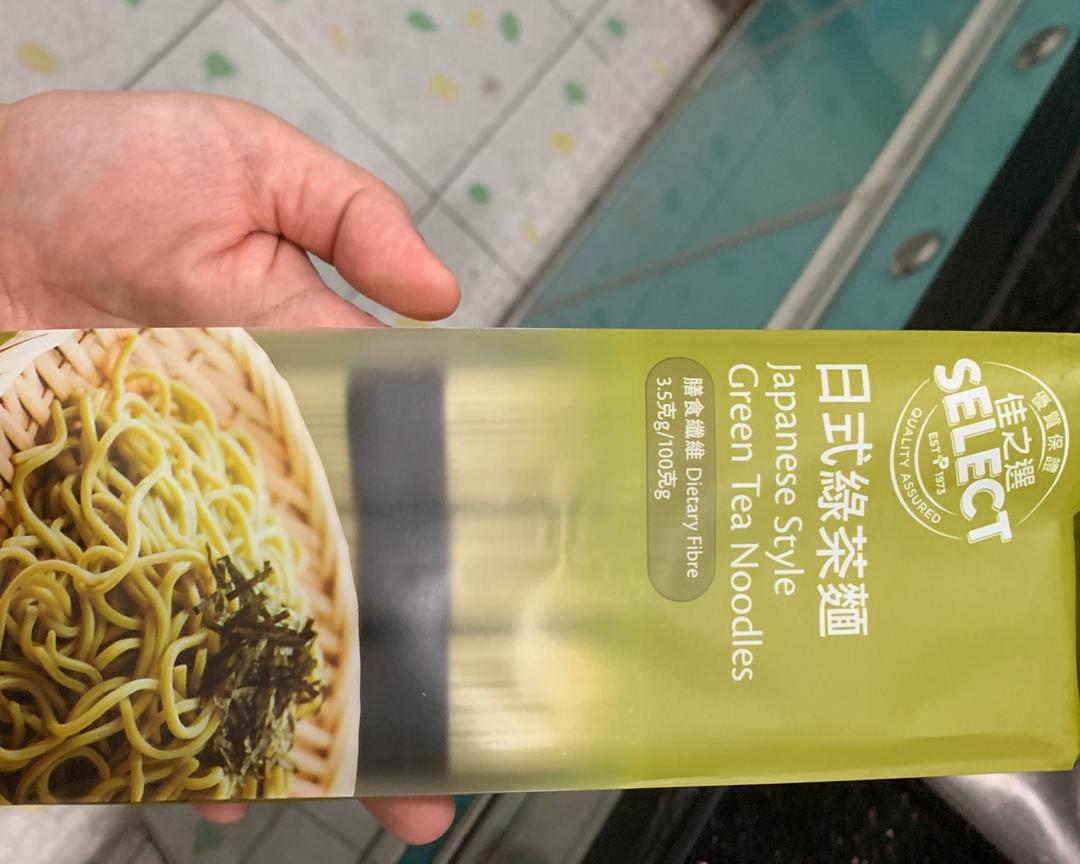 優質保證
佳之選
SELECT
EST 1973
QUALITY ASSURED
日式綠茶麵
Japanese Style
Green Tea Noodles
膳食纖維 Dietary Fibre
3.5克g/100克g